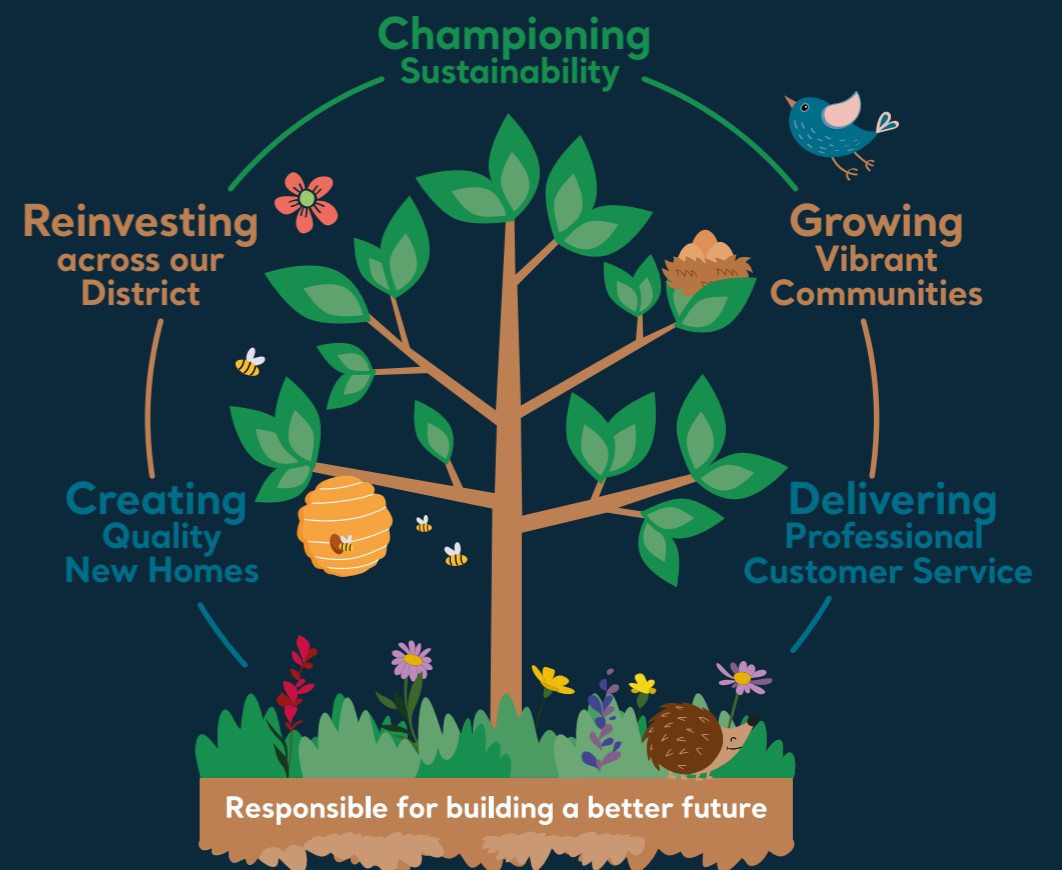 Championing
Sustainability
Reinvesting
across our
District
Growing
Vibrant
Communities
Creating
Quality
New Homes
Delivering
Professional
Customer Service
Responsible for building a better future